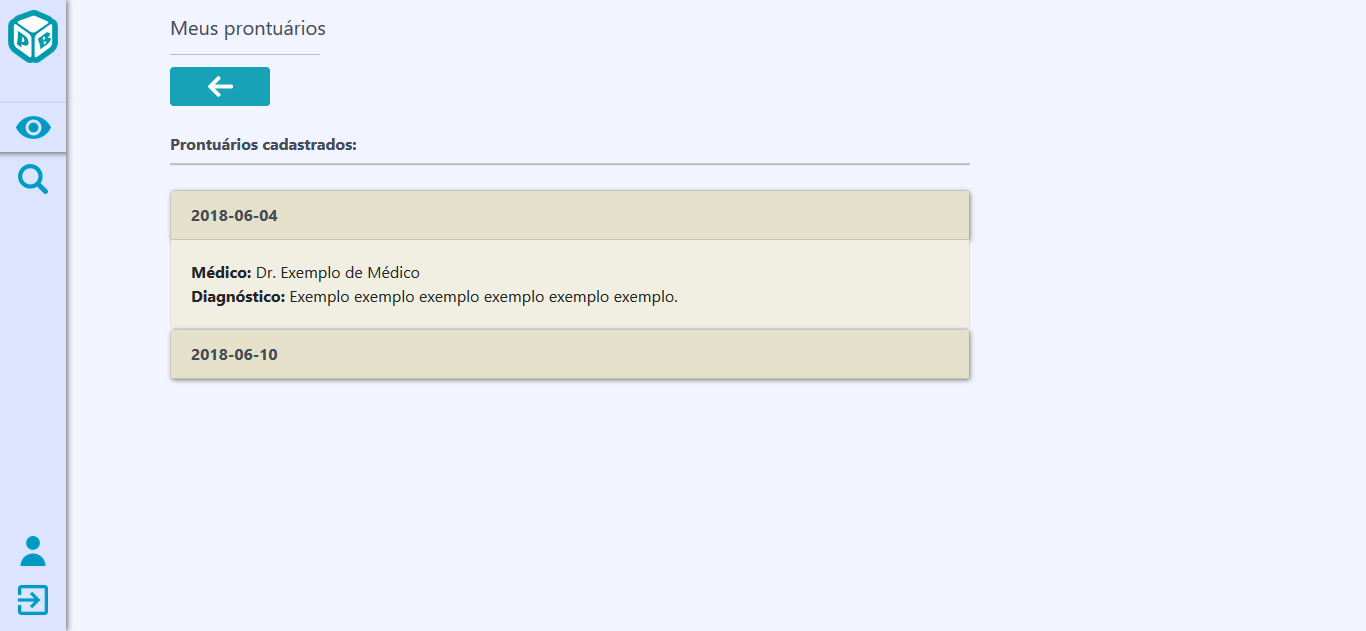 Meus prontuários
Prontuários cadastrados:
2018-06-04
Médico: Dr. Exemplo de Médico
Diagnóstico: Exemplo exemplo exemplo exemplo exemplo exemplo.
2018-06-10